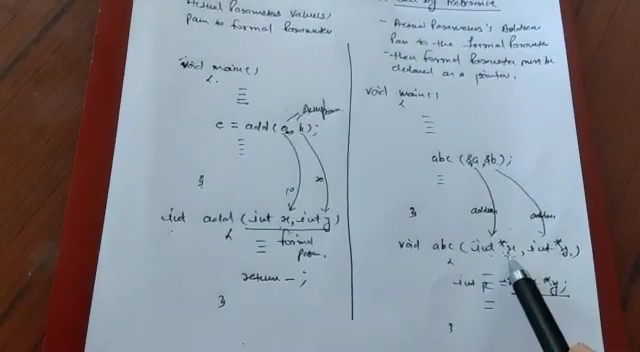 Actual Parameters Values
Pass to formal Parameter.
void main()
{
c = add(a, b);
}
int add (int x, int y)
{
formal
return - ;
}
Call by Reference
- Actual Parameter's Address
Pass to the formal Parameter
- then formal Parameter must be
declared as a pointer.
void main()
{
abc (&a, &b);
}
address
void abc (int *x, int *y)
{
int
*y;
}